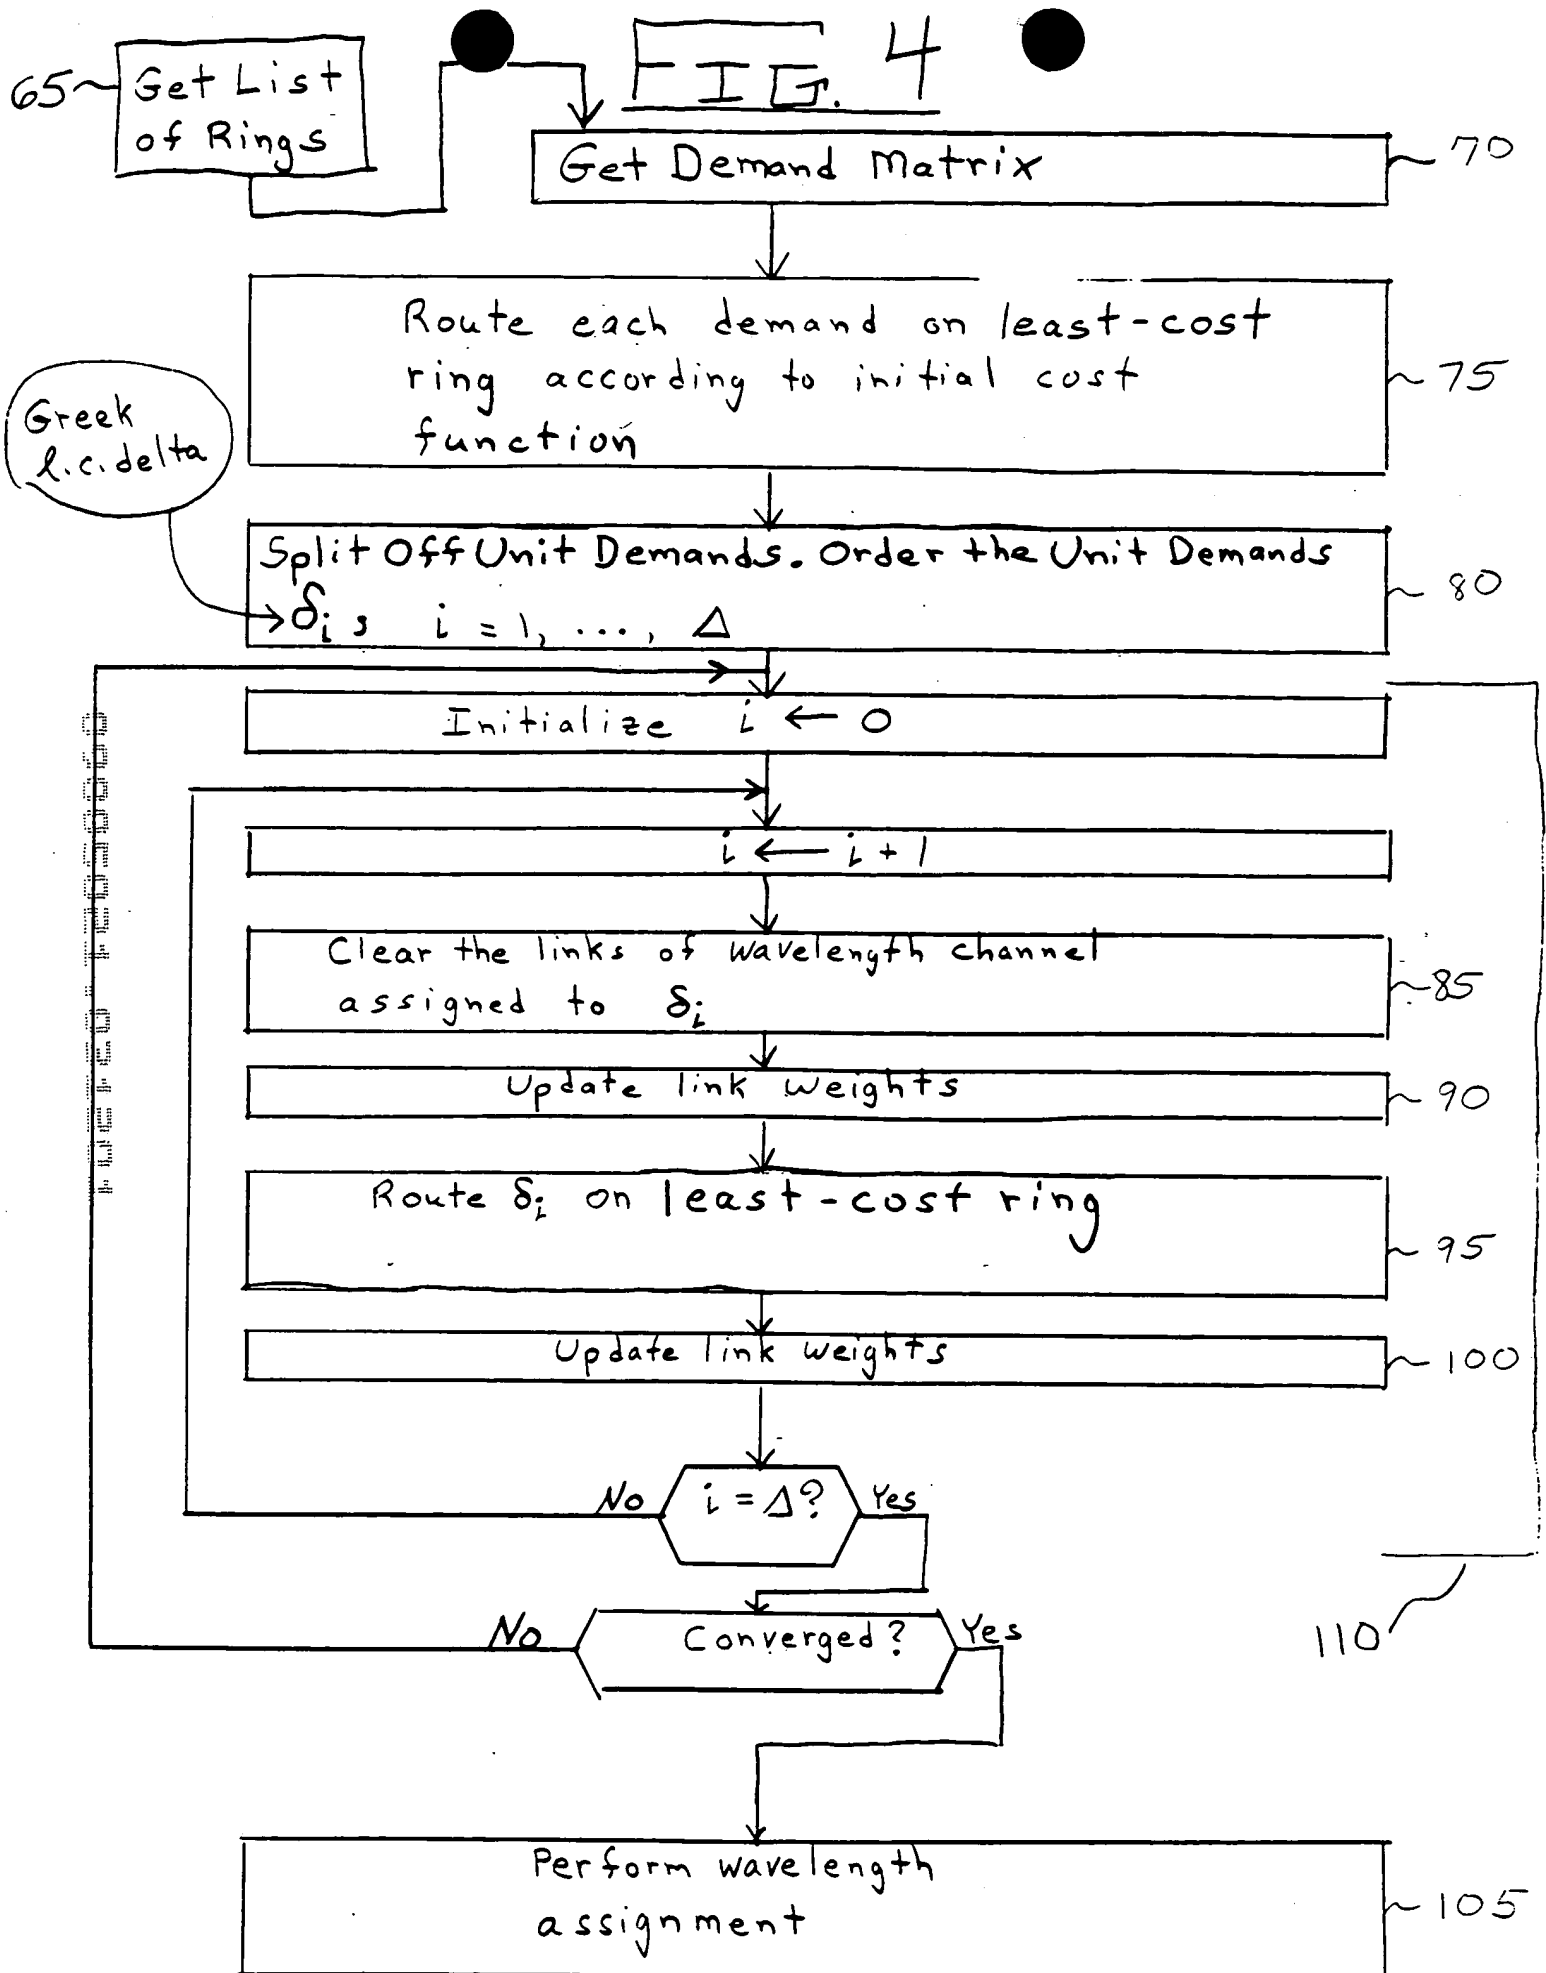 FIG. 4
65 Get List
of Rings
Get Demand Matrix 70
Route each demand on least-cost
ring according to initial cost 75
function
Greek
l.c. delta
Split Off Unit Demands. Order the Unit Demands
δi, i = 1, ..., Δ 80
Initialize i ← 0
i ← i + 1
Clear the links of wavelength channel
assigned to δi 85
Update link weights 90
Route δi on least-cost ring
95
Update link weights 100
No i = Δ? Yes
No Converged? Yes
110
Perform wavelength
assignment 105